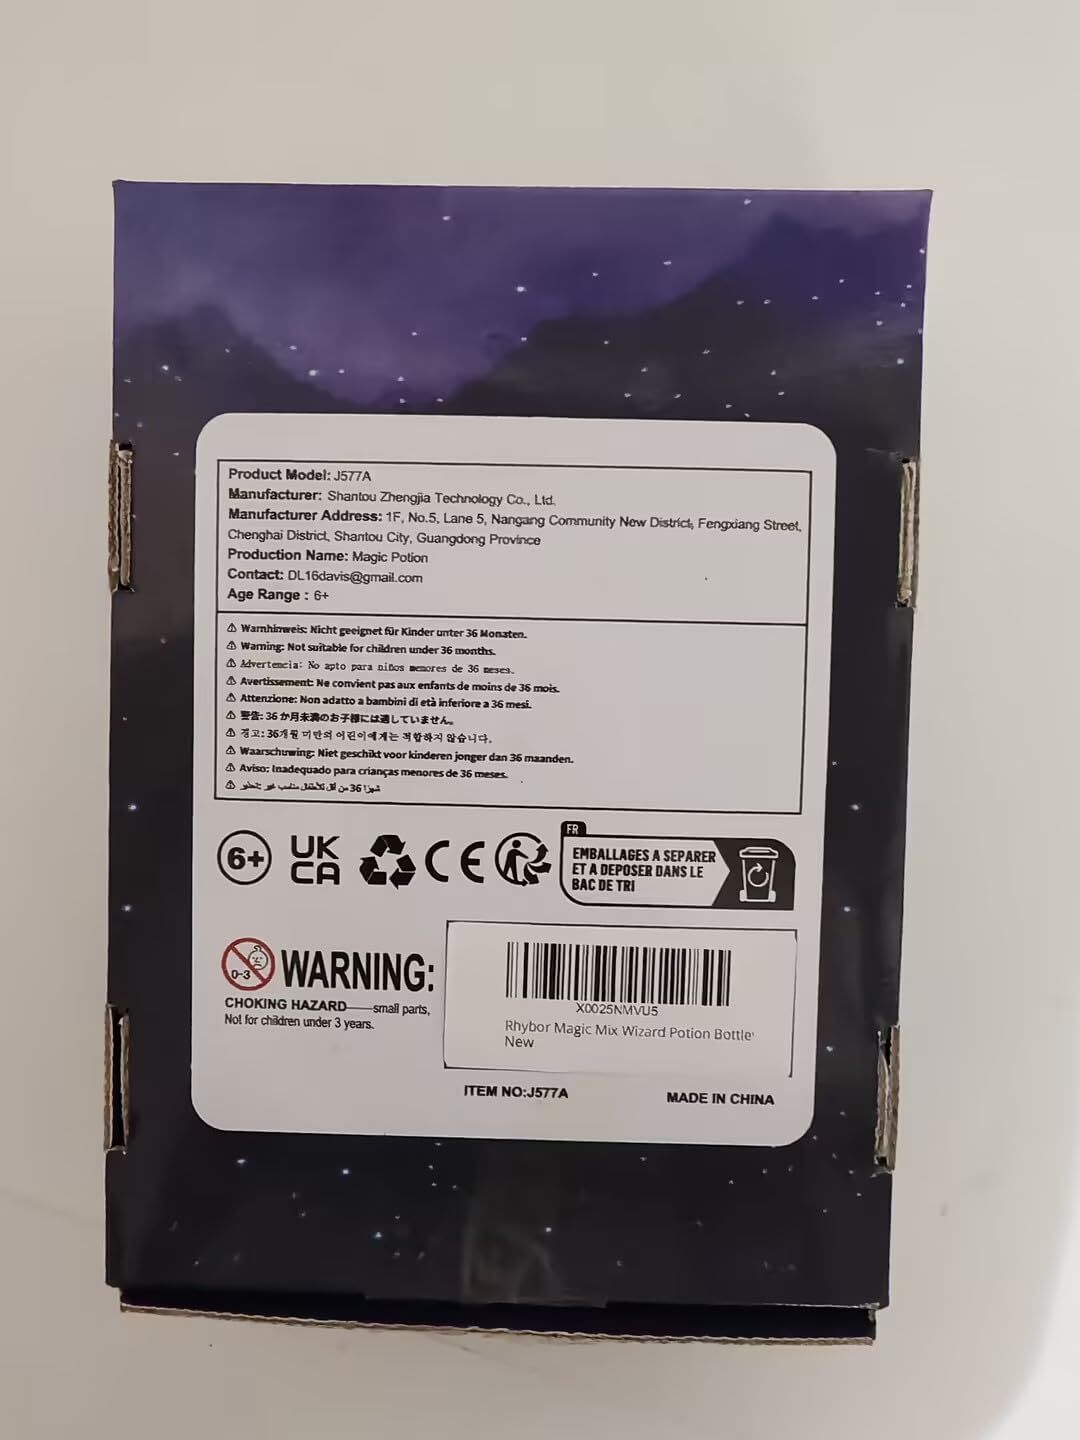 Product Model: J577A
Manufacturer: Shantou Zhengjia Technology Co., Ltd.
Manufacturer Address: 1F, No.5, Lane 5, Nangang Community New District, Fengxiang Street,
Chenghai District, Shantou City, Guangdong Province
Production Name: Magic Potion
Contact: DL16davis@gmail.com
Age Range : 6+
⚠ Warnhinweis: Nicht geeignet für Kinder unter 36 Monaten.
⚠ Warning: Not suitable for children under 36 months.
⚠ Advertencia: No apto para niños menores de 36 meses.
⚠ Avertissement: Ne convient pas aux enfants de moins de 36 mois.
⚠ Attenzione: Non adatto a bambini di età inferiore a 36 mesi.
⚠ 警告: 36 か月未満のお子様には適していません。
⚠ 경고: 36개월 미만의 어린이에게는 적합하지 않습니다.
⚠ Waarschuwing: Niet geschikt voor kinderen jonger dan 36 maanden.
⚠ Aviso: Inadequado para crianças menores de 36 meses.
6+
UK
CA
CE
FR
EMBALLAGES A SEPARER
ET A DEPOSER DANS LE
BAC DE TRI
0-3
WARNING:
CHOKING HAZARD——small parts,
Not for children under 3 years.
X0025NMVU5
Rhybor Magic Mix Wizard Potion Bottle
New
ITEM NO:J577A
MADE IN CHINA